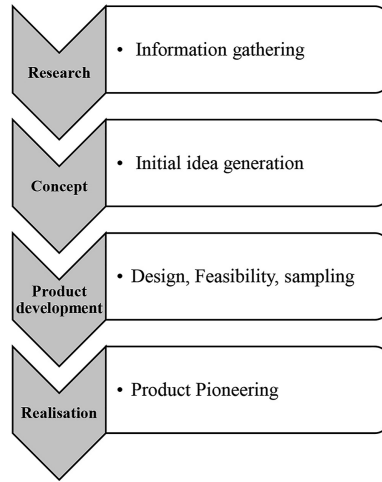 Research
• Information gathering
Concept
• Initial idea generation
Product
development
• Design, Feasibility, sampling
Realisation
• Product Pioneering